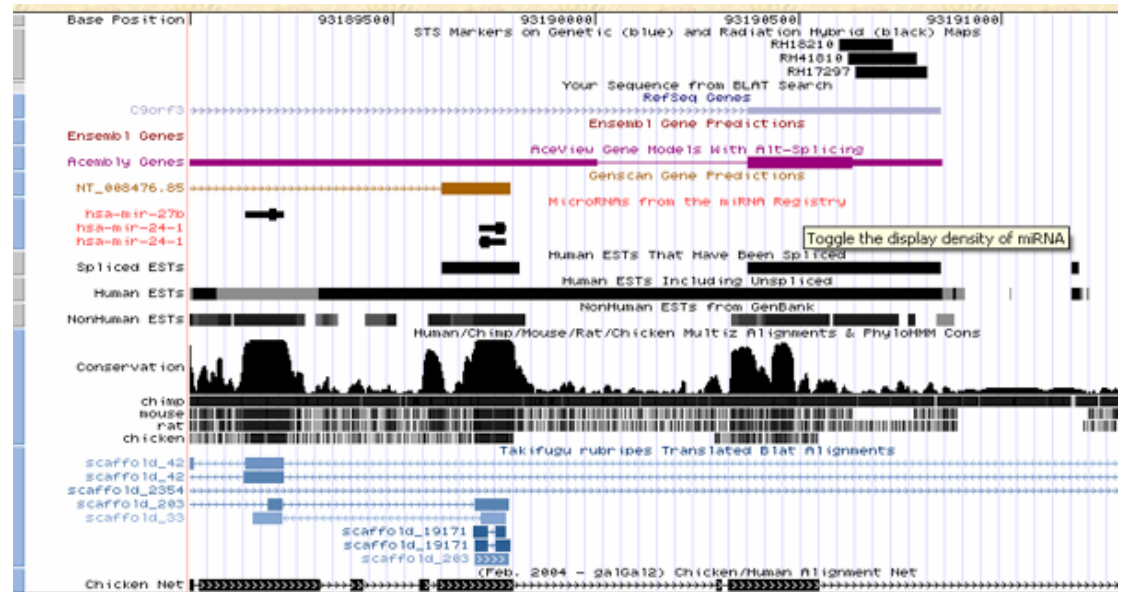 Base Position 93189500| 93190000| 93190500| 93191000|
STS Markers on Genetic (blue) and Radiation Hybrid (black) Maps
RH18210
RH41810
RH17297
Your Sequence from BLAT Search
RefSeq Genes
C9orf3
Ensembl Gene Predictions
Ensembl Genes
AceView Gene Models With Alt-Splicing
Acembly Genes
Genscan Gene Predictions
NT_008476.85
MicroRNAs from the miRNA Registry
hsa-mir-27b
hsa-mir-24-1
hsa-mir-24-1
Toggle the display density of miRNA
Human ESTs That Have Been Spliced
Spliced ESTs
Human ESTs Including Unspliced
Human ESTs
NonHuman ESTs from GenBank
NonHuman ESTs
Human/Chimp/Mouse/Rat/Chicken Multiz Alignments & PhyloHMM Cons
Conservation
chimp
mouse
rat
chicken
Takifugu rubripes Translated Blat Alignments
scaffold_42
scaffold_42
scaffold_2354
scaffold_203
scaffold_33
scaffold_19171
scaffold_19171
scaffold_203
(Feb. 2004 - galGal2) Chicken/Human Alignment Net
Chicken Net